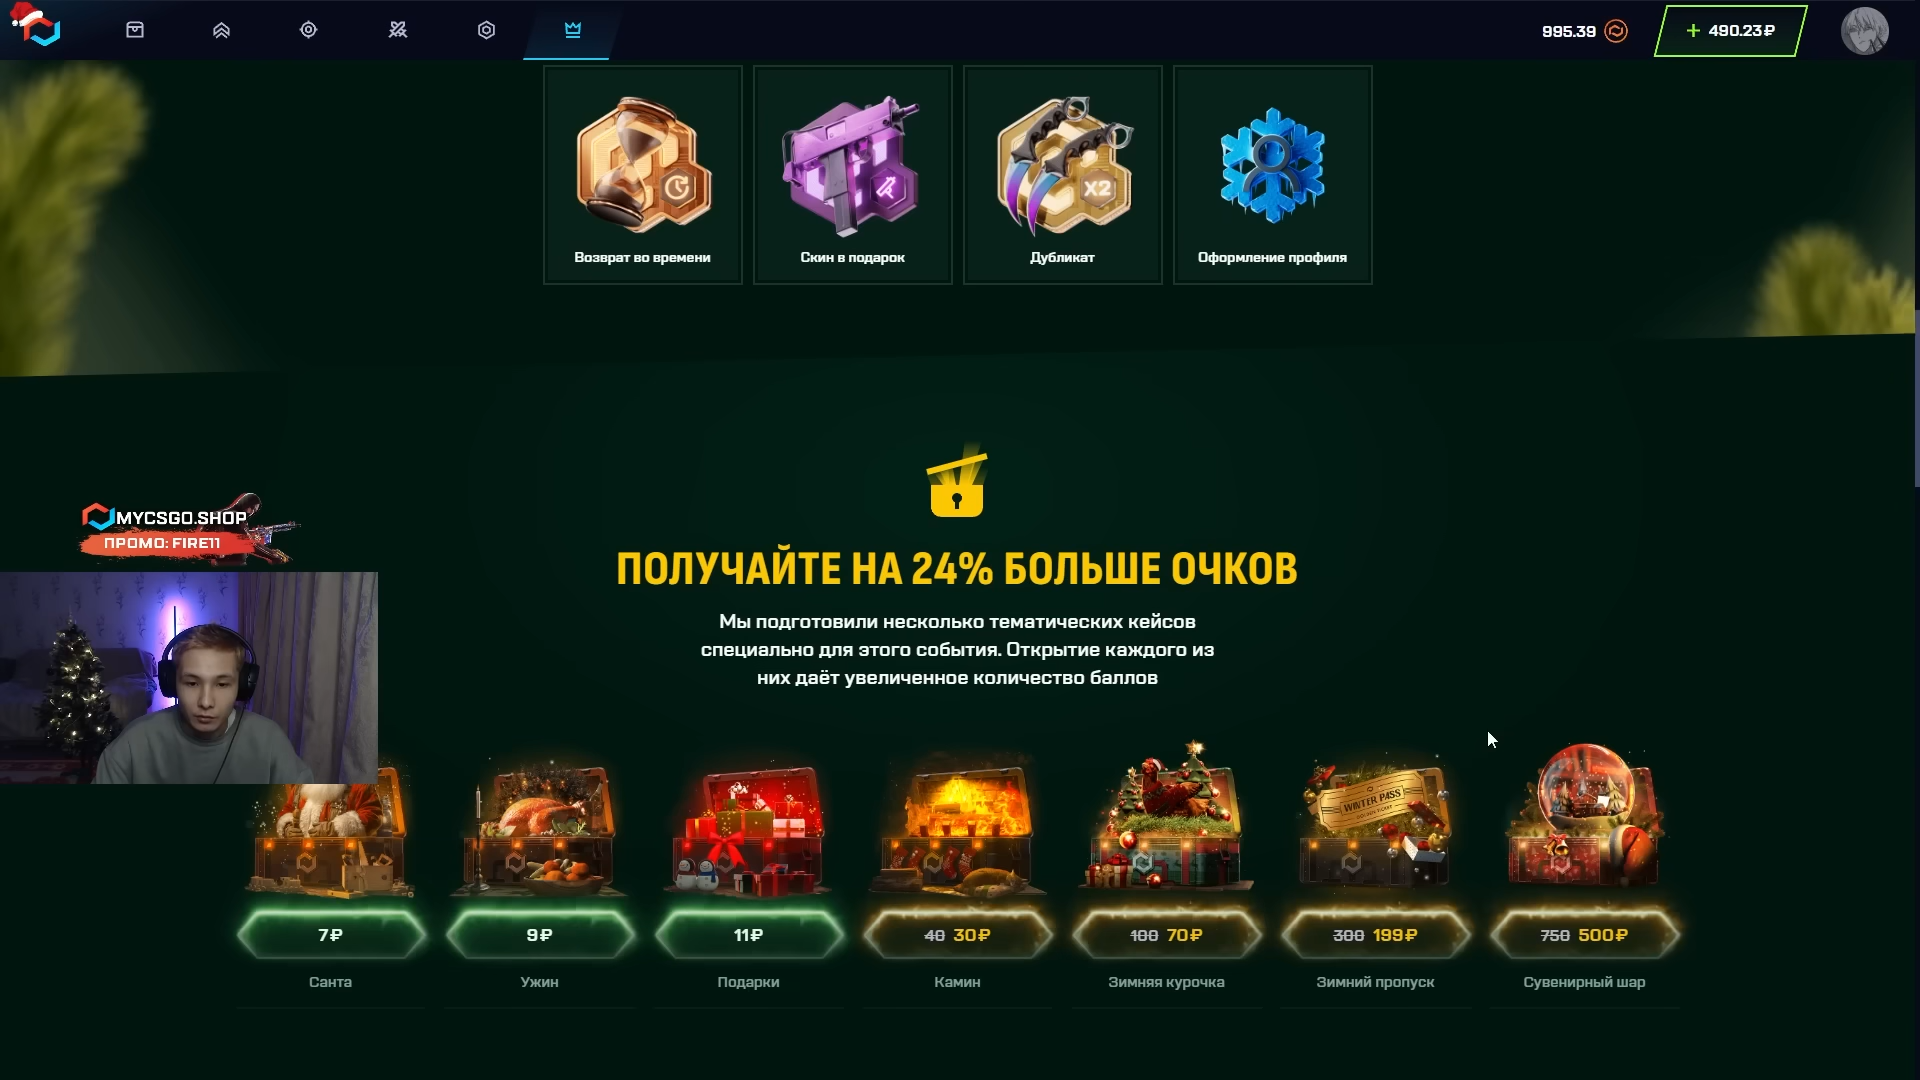 995.39
+ 490.23₽
X2
Возврат во времени
Скин в подарок
Дубликат
Оформление профиля
MYCSGO.SHOP
ПРОМО: FIRE11
ПОЛУЧАЙТЕ НА 24% БОЛЬШЕ ОЧКОВ
Мы подготовили несколько тематических кейсов
специально для этого события. Открытие каждого из
них даёт увеличенное количество баллов
WINTER PASS
7₽
9₽
11₽
40 30₽
100 70₽
300 199₽
750 500₽
Санта
Ужин
Подарки
Камин
Зимняя курочка
Зимний пропуск
Сувенирный шар